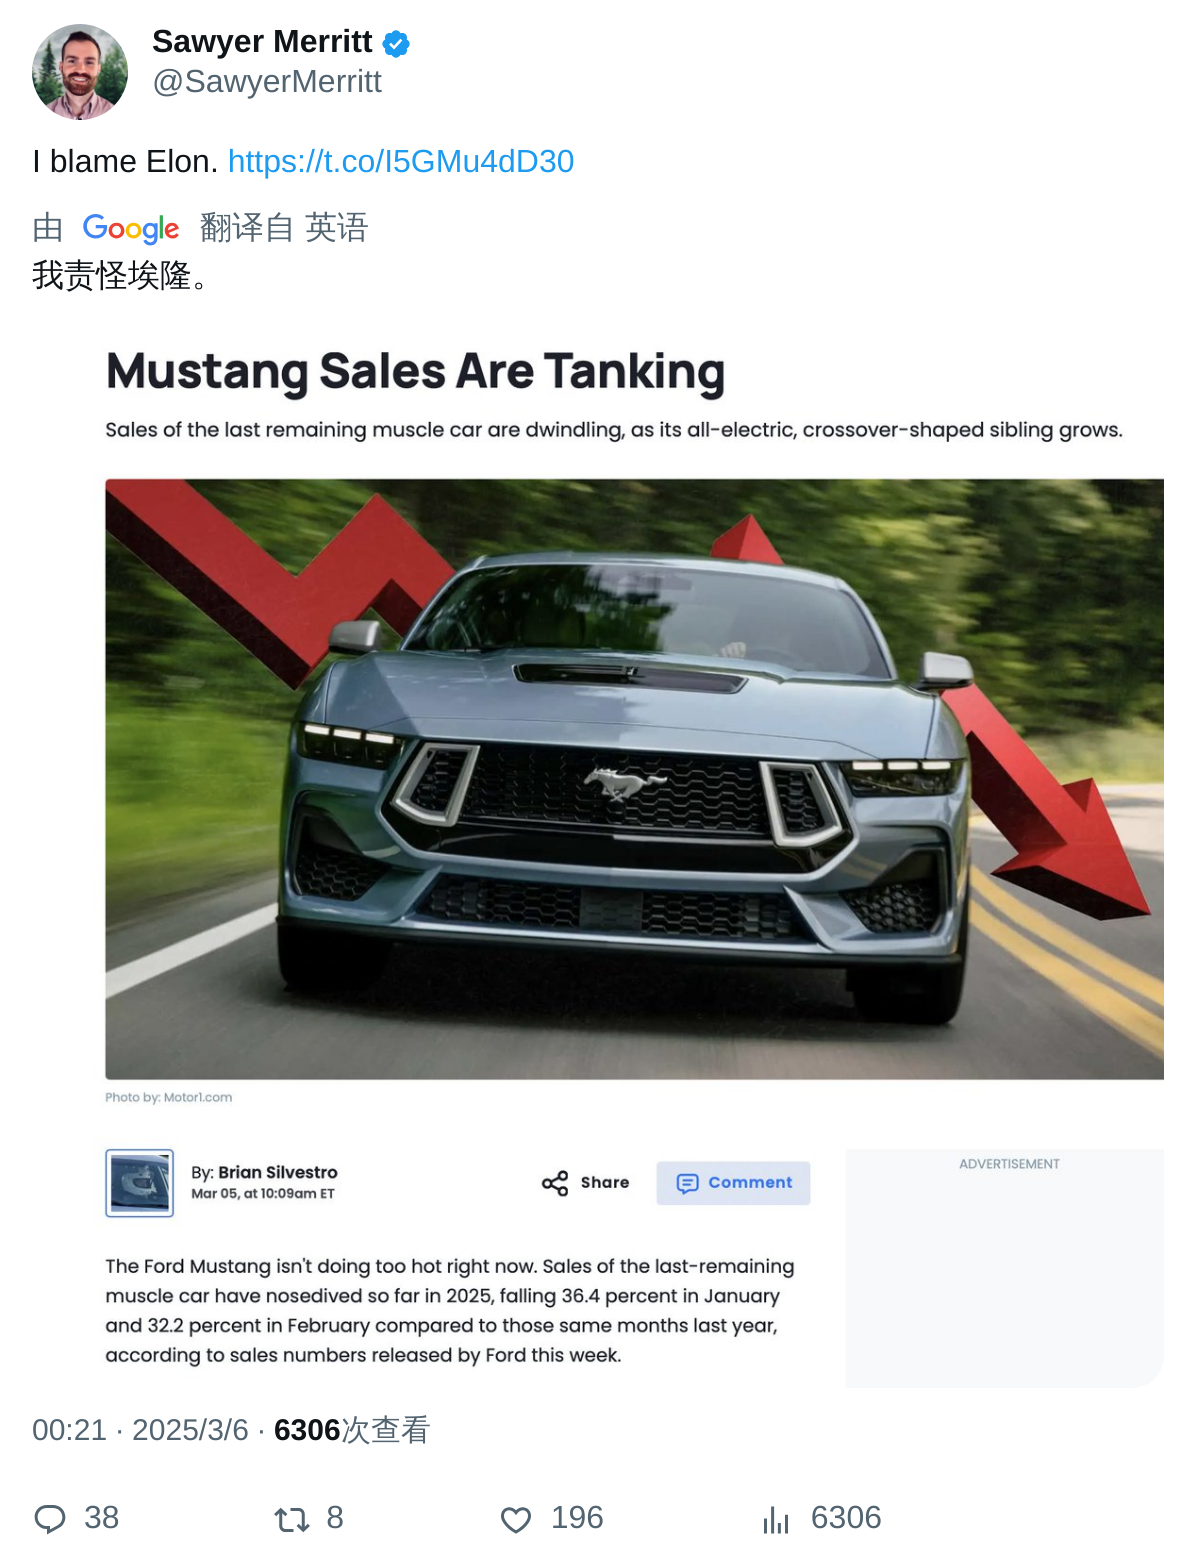 Sawyer Merritt
@SawyerMerritt
I blame Elon. https://t.co/I5GMu4dD30
由 Google 翻译自 英语
我责怪埃隆。
Mustang Sales Are Tanking
Sales of the last remaining muscle car are dwindling, as its all-electric, crossover-shaped sibling grows.
Photo by: Motor1.com
By: Brian Silvestro
Mar 05, at 10:09am ET
Share
Comment
ADVERTISEMENT
The Ford Mustang isn't doing too hot right now. Sales of the last-remaining
muscle car have nosedived so far in 2025, falling 36.4 percent in January
and 32.2 percent in February compared to those same months last year,
according to sales numbers released by Ford this week.
00:21 · 2025/3/6 · 6306次查看
38 8 196 6306